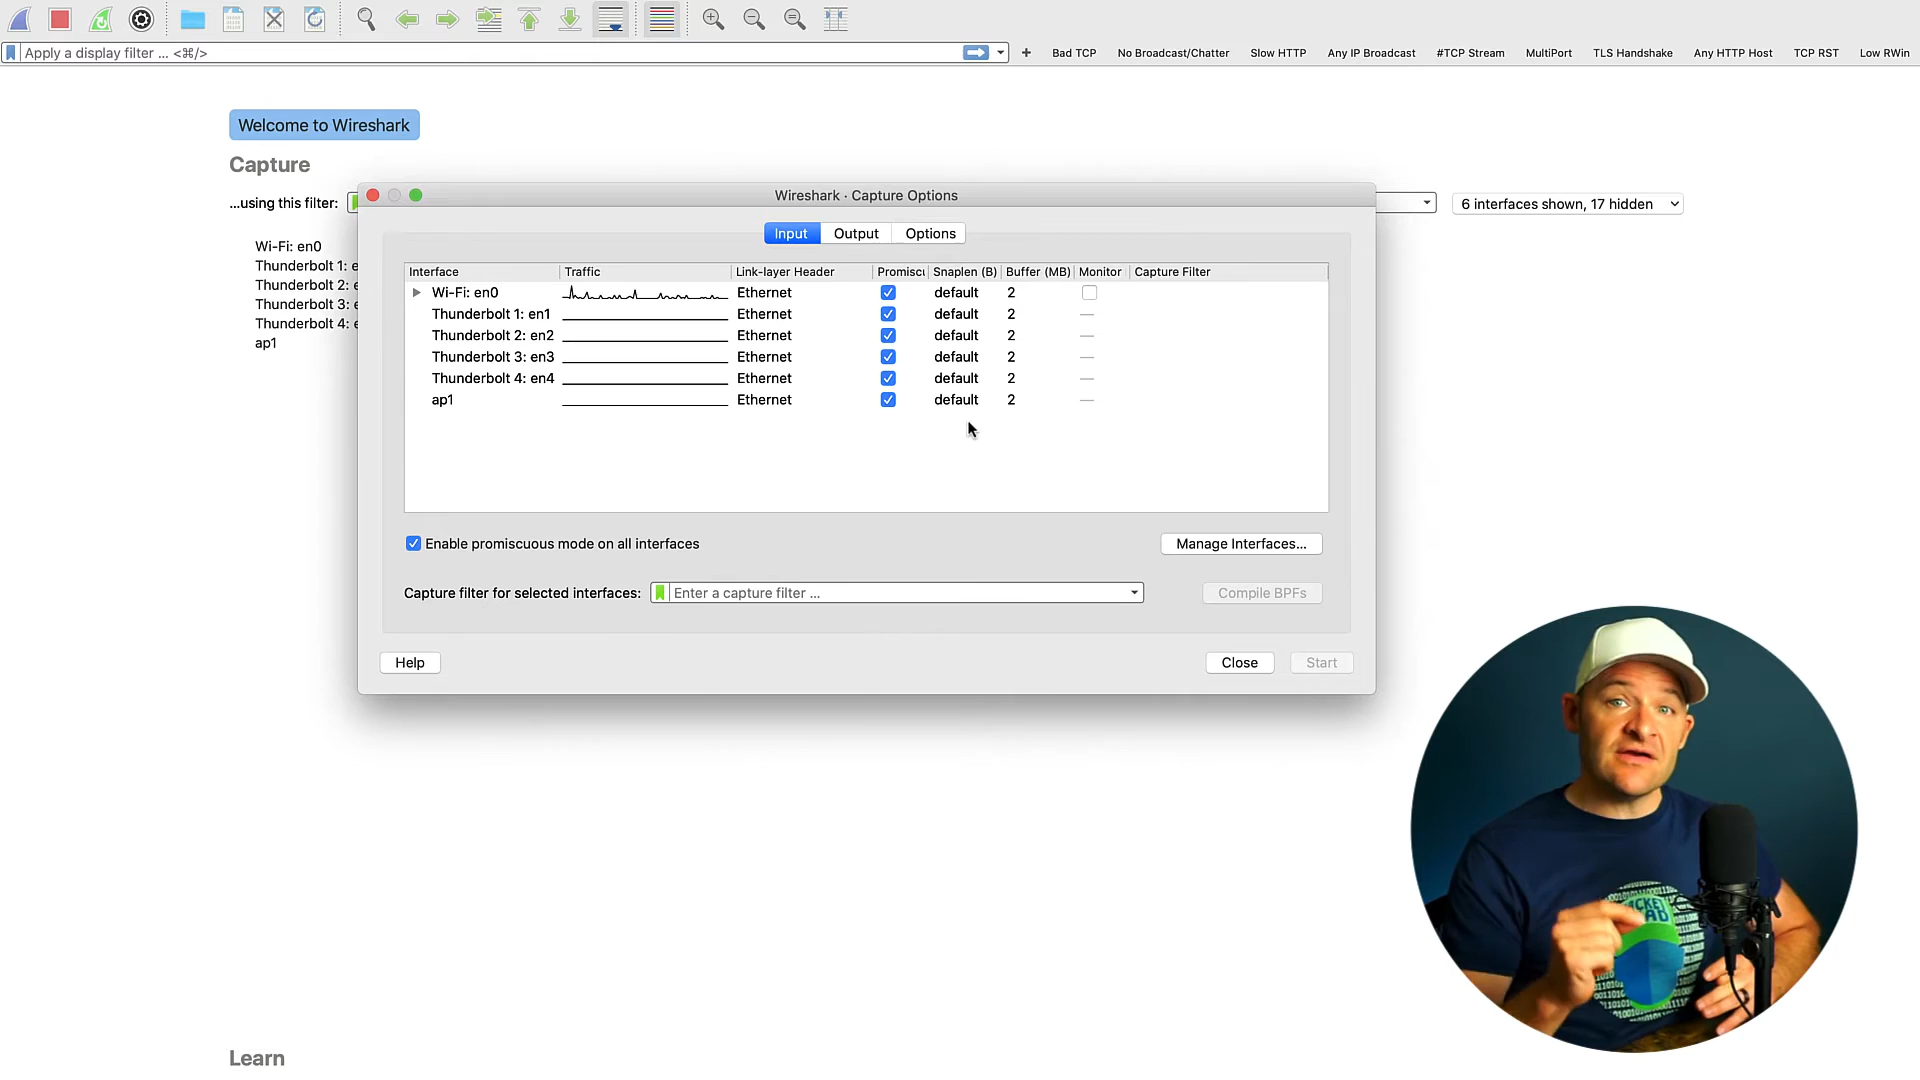 Apply a display filter ... <⌘/>
+ Bad TCP No Broadcast/Chatter Slow HTTP Any IP Broadcast #TCP Stream MultiPort TLS Handshake Any HTTP Host TCP RST Low RWin
Welcome to Wireshark
Capture
...using this filter:
6 interfaces shown, 17 hidden
Wi-Fi: en0
Thunderbolt 1: e
Thunderbolt 2: e
Thunderbolt 3: e
Thunderbolt 4: e
ap1
Wireshark · Capture Options
Input Output Options
Interface Traffic Link-layer Header Promisc Snaplen (B) Buffer (MB) Monitor Capture Filter
Wi-Fi: en0 Ethernet default 2
Thunderbolt 1: en1 Ethernet default 2 —
Thunderbolt 2: en2 Ethernet default 2 —
Thunderbolt 3: en3 Ethernet default 2 —
Thunderbolt 4: en4 Ethernet default 2 —
ap1 Ethernet default 2 —
Enable promiscuous mode on all interfaces
Manage Interfaces...
Capture filter for selected interfaces: Enter a capture filter ...
Compile BPFs
Help Close Start
Learn